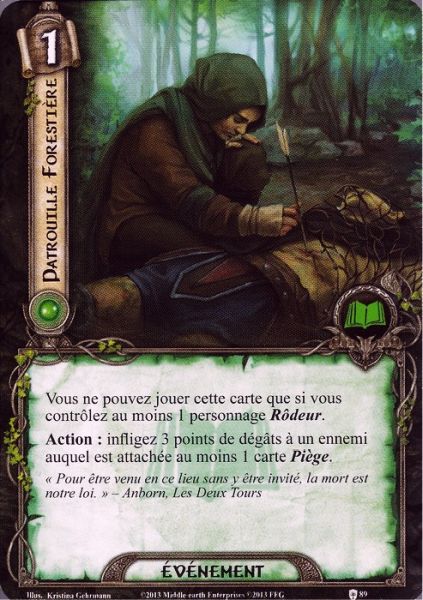 1
Patrouille Forestière
Vous ne pouvez jouer cette carte que si vous
contrôlez au moins 1 personnage Rôdeur.
Action : infligez 3 points de dégâts à un ennemi
auquel est attachée au moins 1 carte Piège.
« Pour être venu en ce lieu sans y être invité, la mort est
notre loi. » – Anborn, Les Deux Tours
ÉVÉNEMENT
Illus. Kristina Gehrmann ©2013 Middle-earth Enterprises ©2013 FFG 89